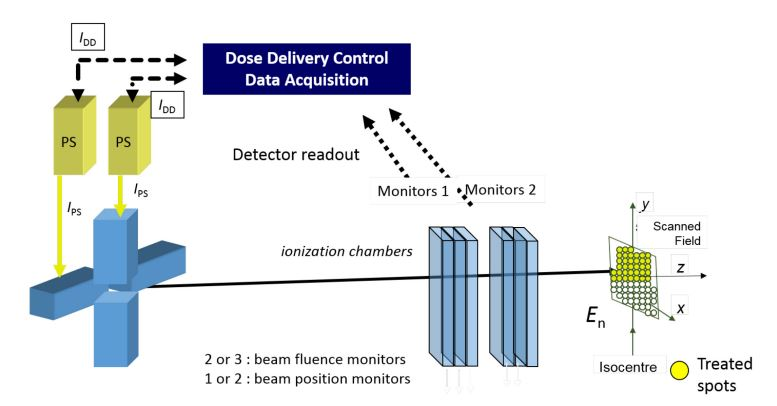 I_DD
Dose Delivery Control
Data Acquisition
I_DD
PS
PS
Detector readout
I_PS
I_PS
Monitors 1
Monitors 2
y
:
Scanned
Field
ionization chambers
z
x
E_n
2 or 3 : beam fluence monitors
1 or 2 : beam position monitors
Isocentre
Treated
spots